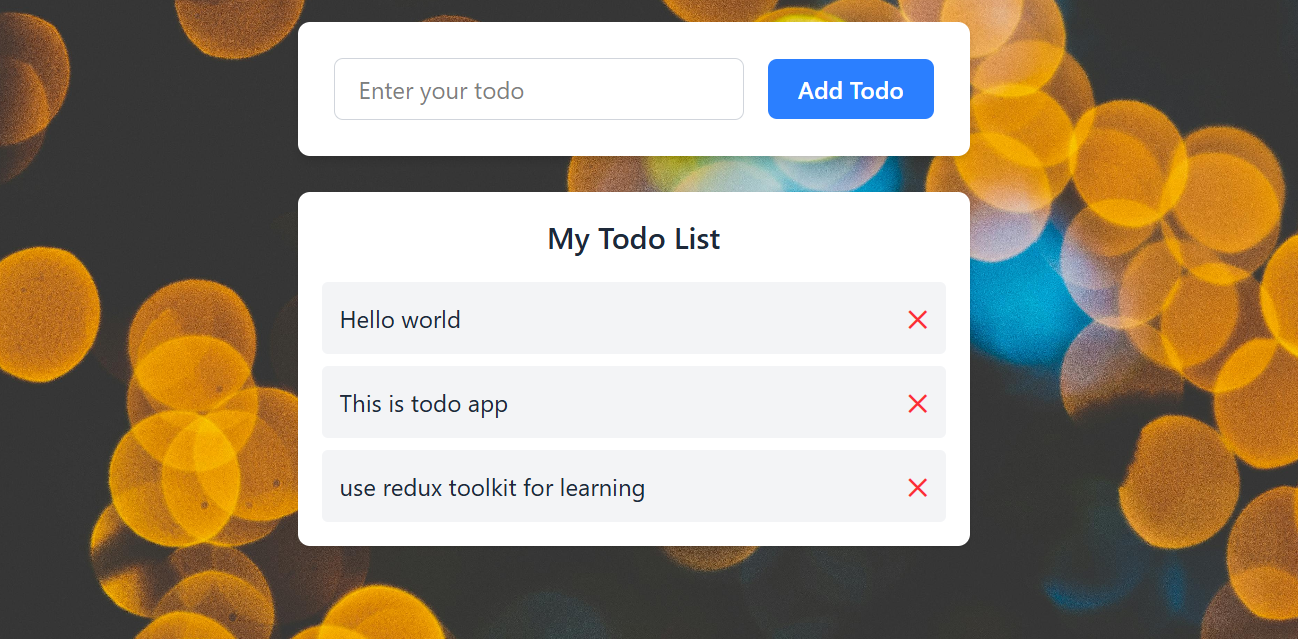 Enter your todo
Add Todo
My Todo List
Hello world
This is todo app
use redux toolkit for learning